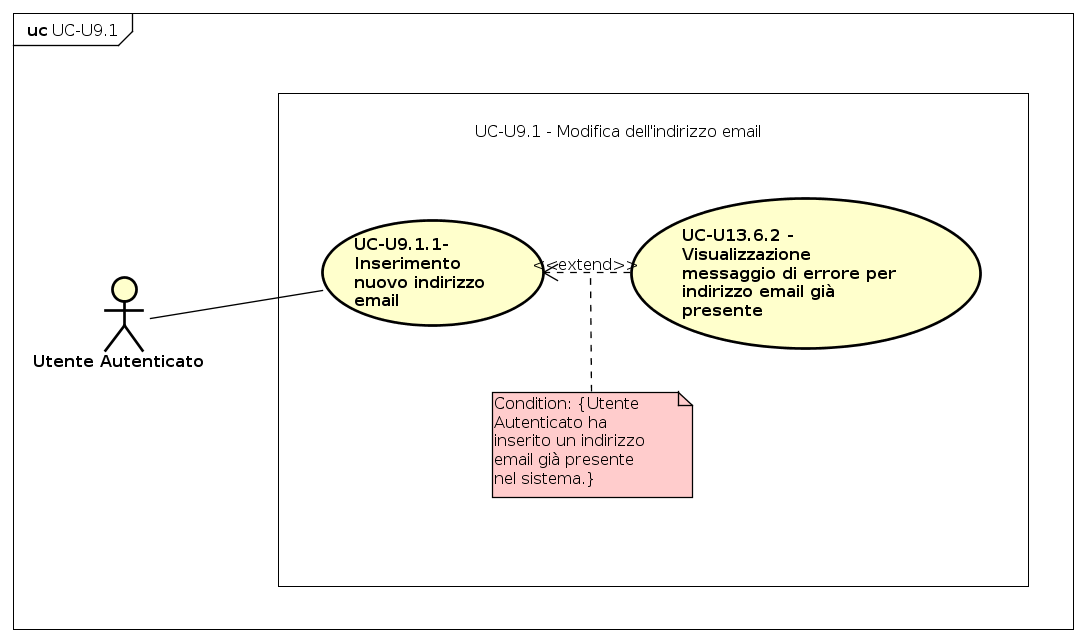 uc UC-U9.1
UC-U9.1 - Modifica dell'indirizzo email
UC-U9.1.1-
Inserimento
nuovo indirizzo
email
<<extend>>
UC-U13.6.2 -
Visualizzazione
messaggio di errore per
indirizzo email già
presente
Utente Autenticato
Condition: {Utente
Autenticato ha
inserito un indirizzo
email già presente
nel sistema.}